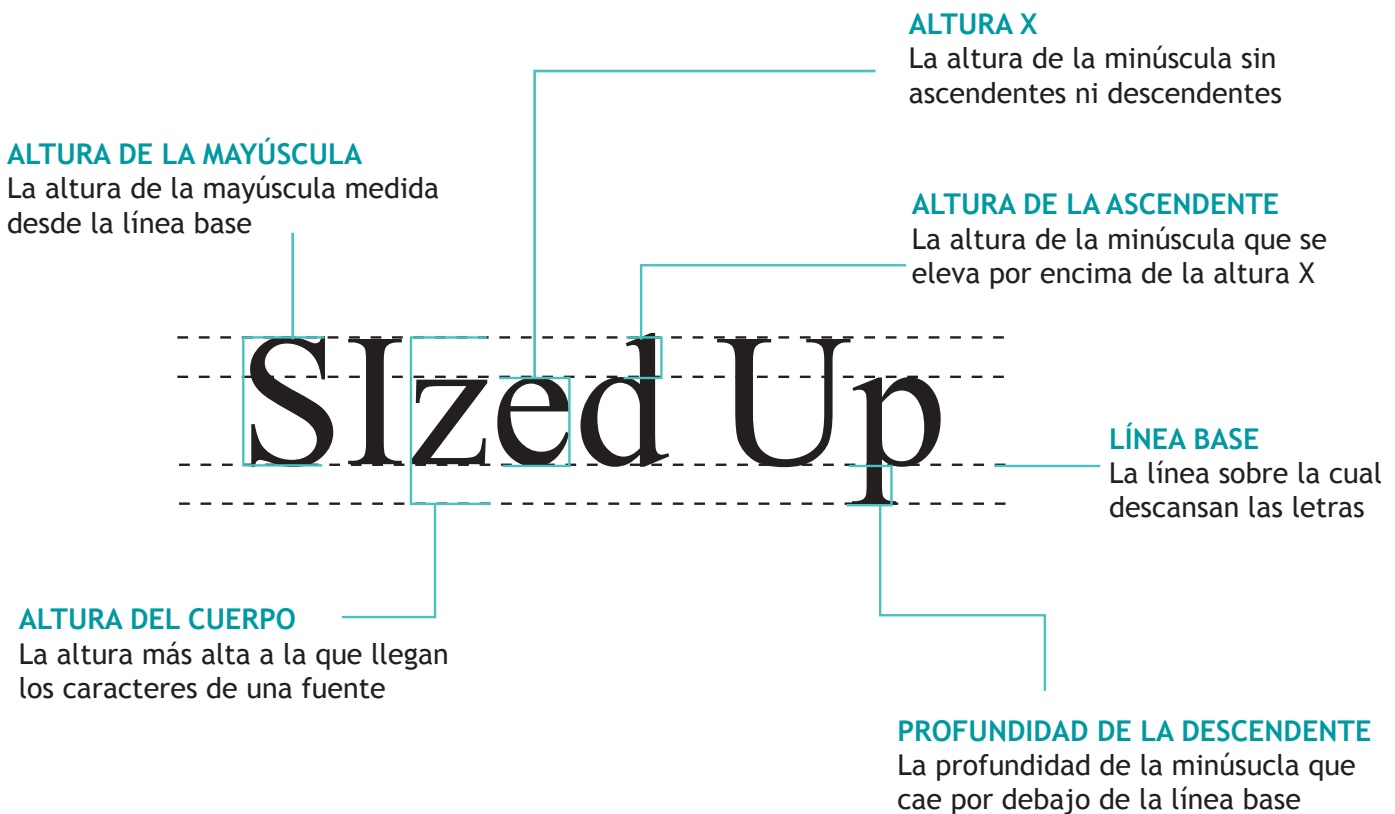 ALTURA X
La altura de la minúscula sin
ascendentes ni descendentes
ALTURA DE LA MAYÚSCULA
La altura de la mayúscula medida
desde la línea base
ALTURA DE LA ASCENDENTE
La altura de la minúscula que se
eleva por encima de la altura X
SIzed Up
LÍNEA BASE
La línea sobre la cual
descansan las letras
ALTURA DEL CUERPO
La altura más alta a la que llegan
los caracteres de una fuente
PROFUNDIDAD DE LA DESCENDENTE
La profundidad de la minúsucla que
cae por debajo de la línea base